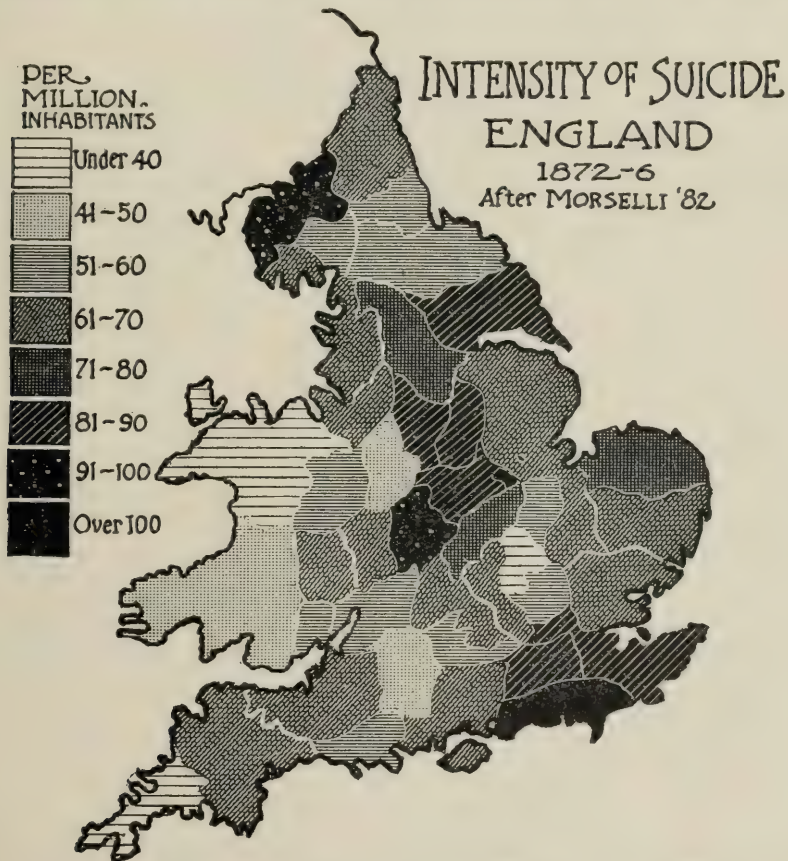 PER
MILLION.
INHABITANTS
Under 40
41-50
51-60
61-70
71-80
81-90
91-100
Over 100
INTENSITY OF SUICIDE
ENGLAND
1872-6
After MORSELLI '82